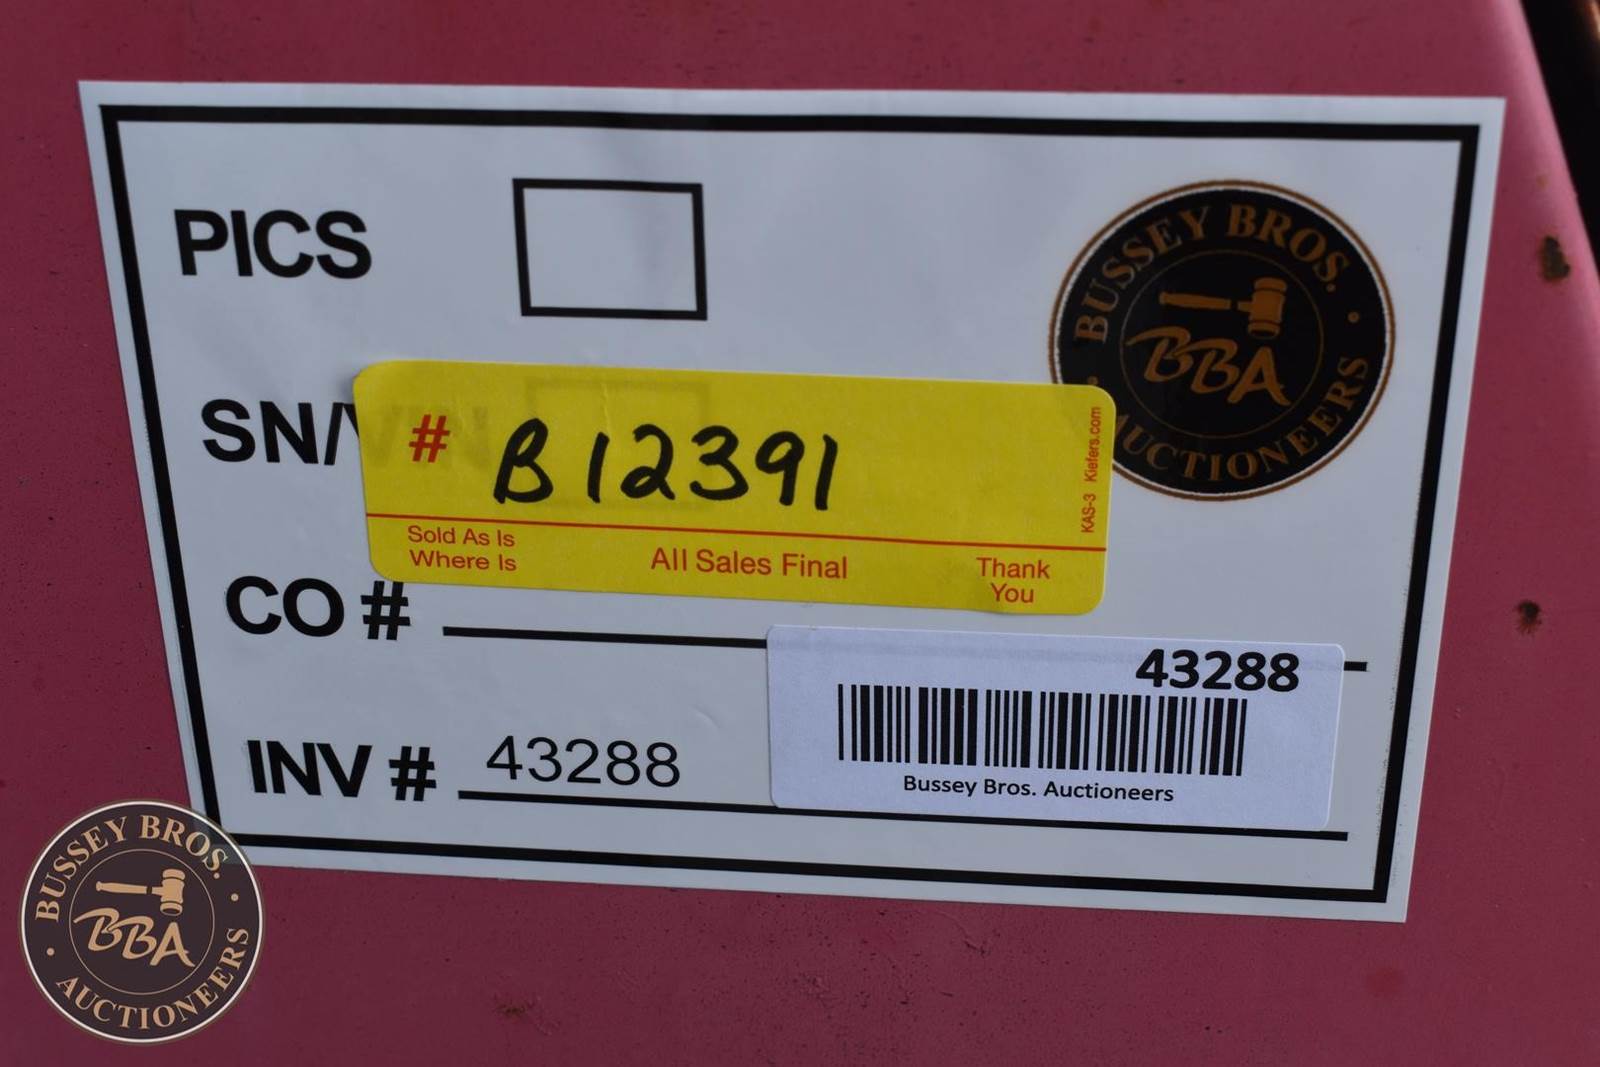 PICS
BUSSEY BROS.
BBA
AUCTIONEERS
SN/VIN
# B12391
KAS-3 Kiefers.com
Sold As Is
Where Is
All Sales Final
Thank
You
CO #
43288
Bussey Bros. Auctioneers
INV # 43288
BUSSEY BROS.
BBA
AUCTIONEERS